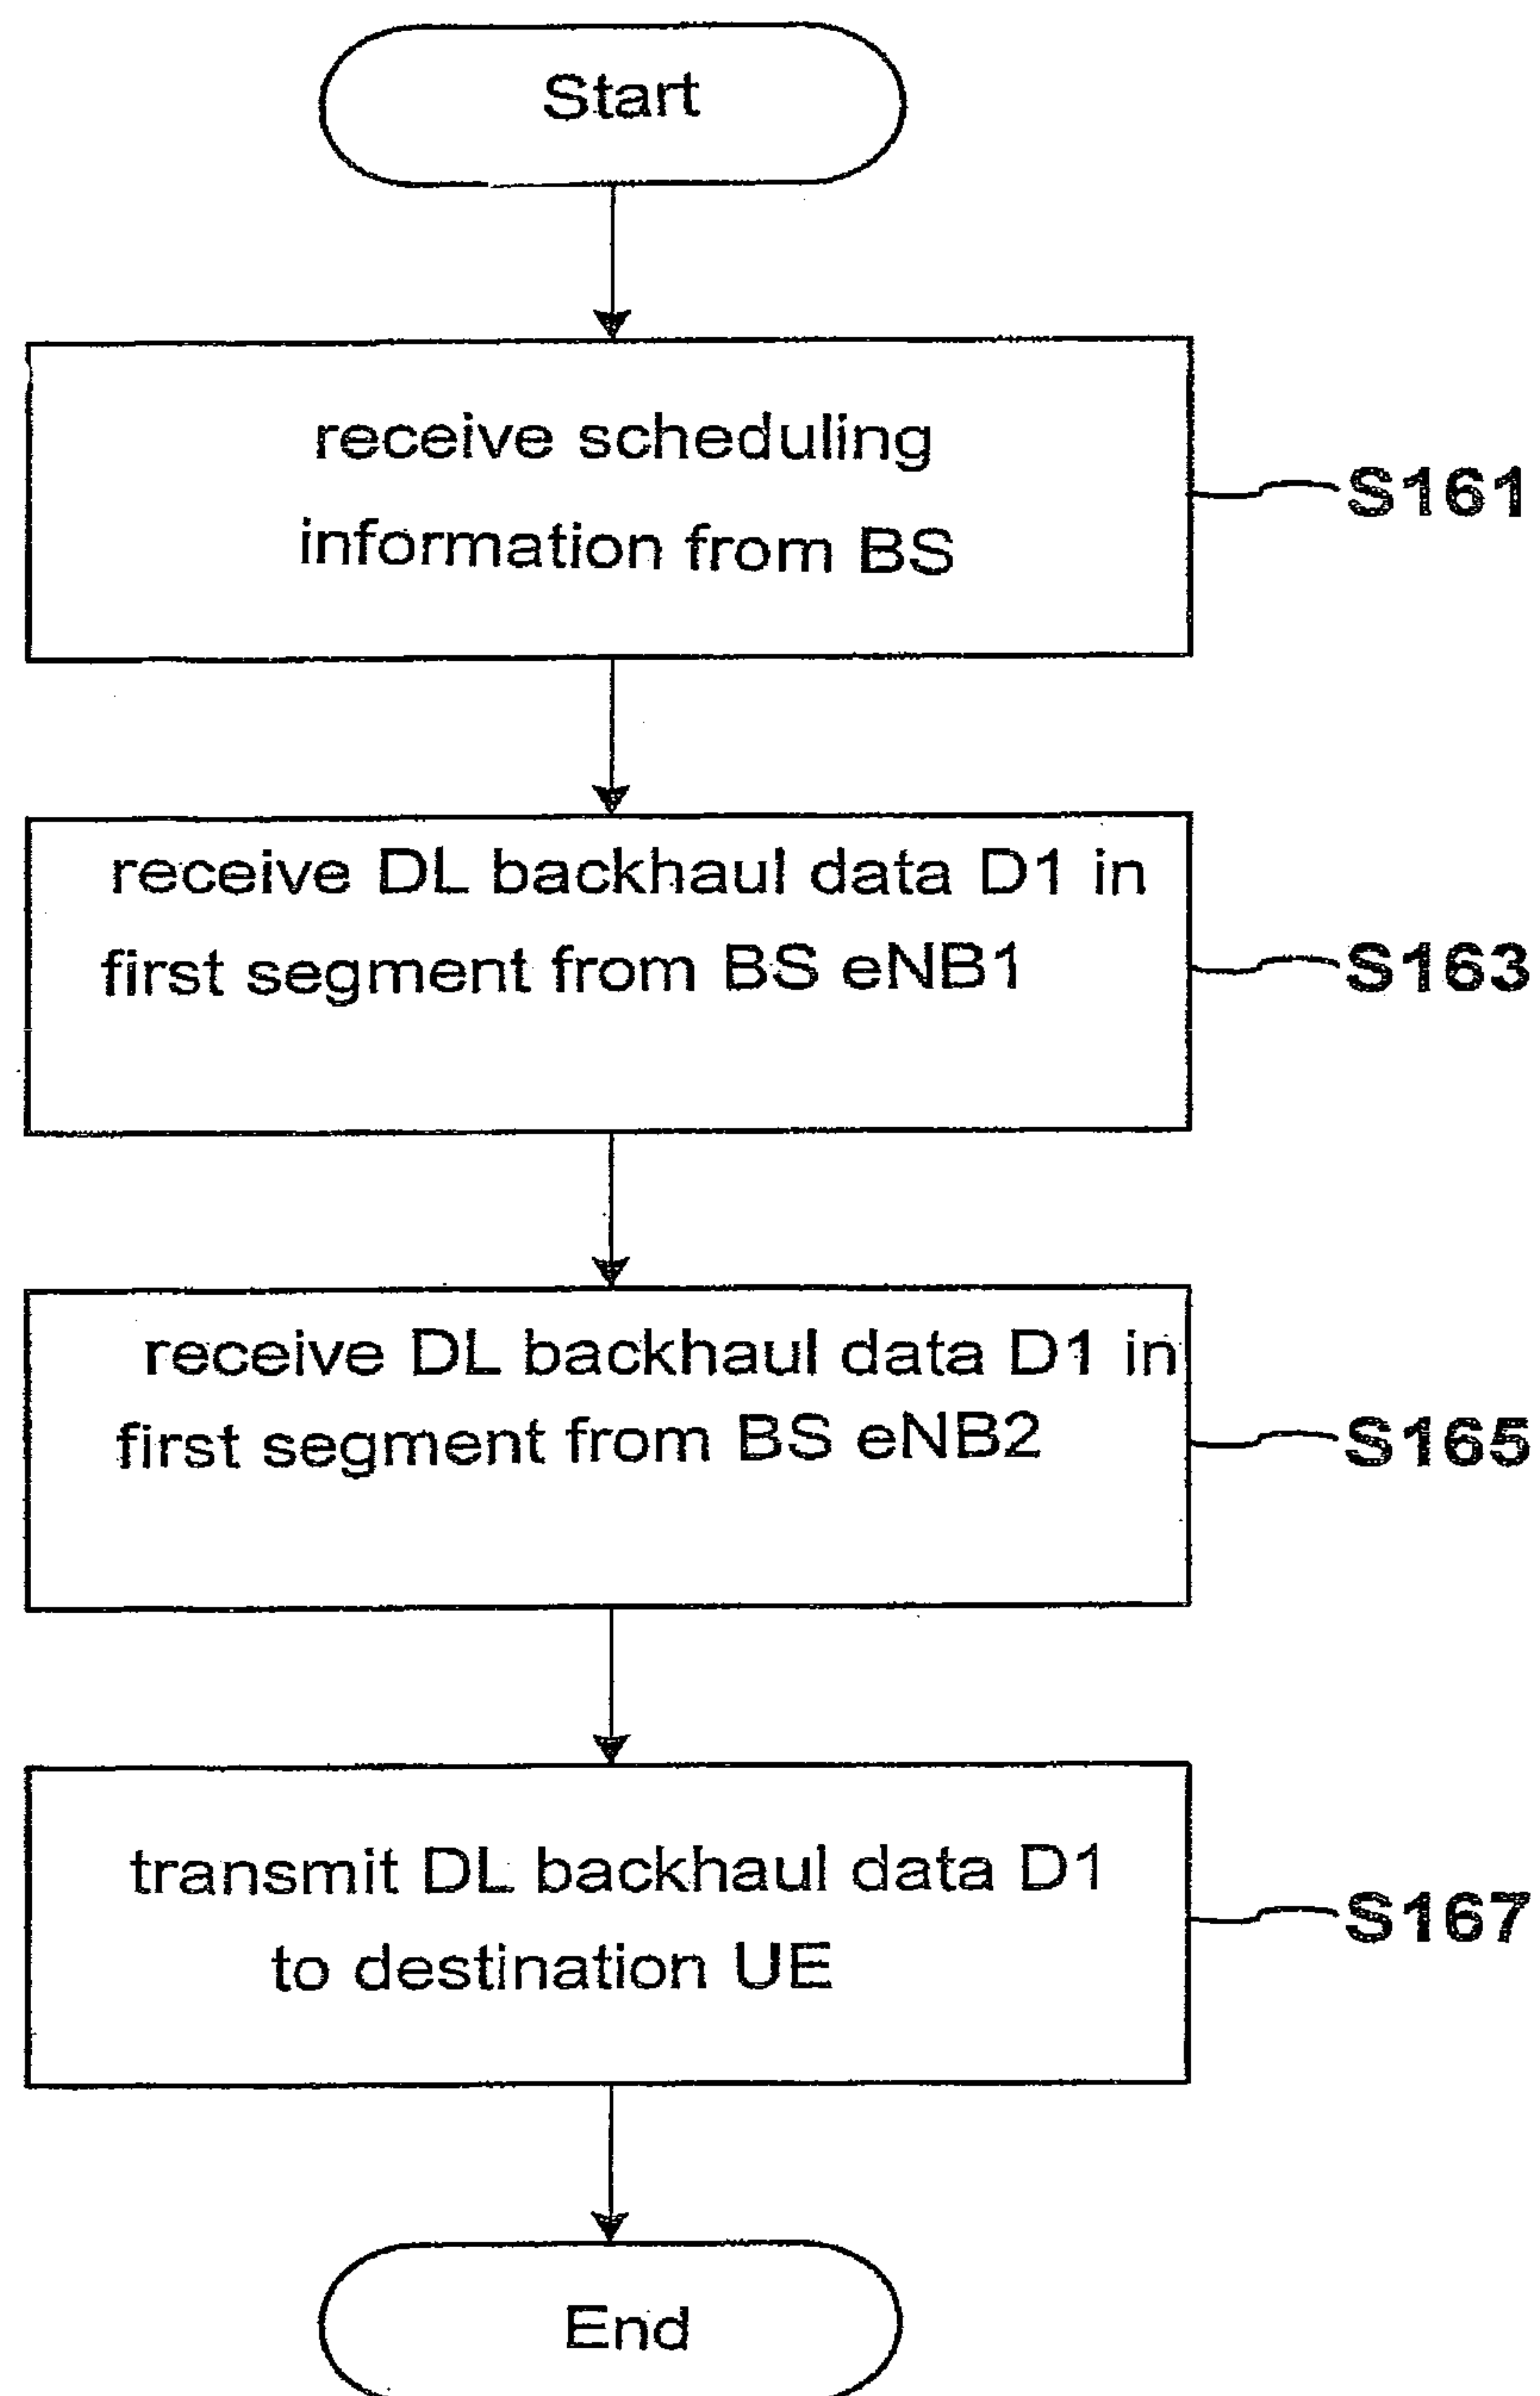 Start
receive scheduling
information from BS
S161
receive DL backhaul data D1 in
first segment from BS eNB1
S163
receive DL backhaul data D1 in
first segment from BS eNB2
S165
transmit DL backhaul data D1
to destination UE
S167
End